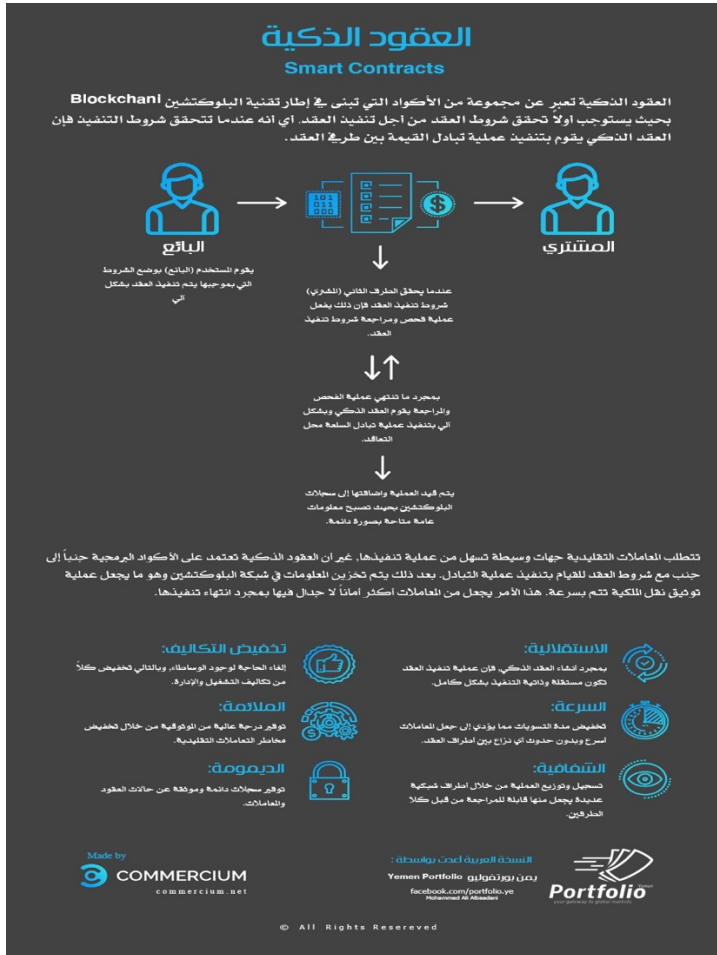 العقود الذكية
Smart Contracts
العقود الذكية تعبر عن مجموعة من الأكواد التي تبنى في إطار تقنية البلوكتشين Blockchani
بحيث يستوجب اولاً تحقق شروط العقد من أجل تنفيذ العقد. اي انه عندما تتحقق شروط التنفيذ فإن
العقد الذكي يقوم بتنفيذ عملية تبادل القيمة بين طرفي العقد.
101
011
000
البائع
المشتري
يقوم المستخدم (البائع) بوضع الشروط
التي بموجبها يتم تنفيذ العقد بشكل
آلي
عندما يحقق الطرف الثاني (المشري)
شروط تنفيذ العقد فإن ذلك يفعل
عملية فحص ومراجعة شروط تنفيذ
العقد.
بمجرد ما تنتهي عملية الفحص
والمراجعة يقوم العقد الذكي وبشكل
آلي بتنفيذ عملية تبادل السلعة محل
التعاقد.
يتم قيد العملية واضافتها إلى سجلات
البلوكتشين بحيث تصبح معلومات
عامة متاحة بصورة دائمة.
تتطلب المعاملات التقليدية جهات وسيطة تسهل من عملية تنفيذها, غير أن العقود الذكية تعتمد على الأكواد البرمجية جنباً إلى
جنب مع شروط العقد للقيام بتنفيذ عملية التبادل. بعد ذلك يتم تخزين المعلومات في شبكة البلوكتشين وهو ما يجعل عملية
توثيق نقل الملكية تتم بسرعة. هذا الأمر يجعل من المعاملات اكثر أماناً لا جدال فيها بمجرد انتهاء تنفيذها.
الاستقلالية:
بمجرد انشاء العقد الذكي, فإن عملية تنفيذ العقد
تكون مستقلة وذاتية التنفيذ بشكل كامل.
تخفيض التكاليف:
إلغاء الحاجة لوجود الوساطاء, وبالتالي تخفيض كلاً
من تكاليف التشغيل والإدارة.
السرعة:
تخفيض مدة التسويات مما يؤدي إلى جعل المعاملات
اسرع وبدون حدوث أي نزاع بين اطراف العقد.
الملائمة:
توفير درجة عالية من الموثوقية من خلال تخفيض
مخاطر التعاملات التقليدية.
الشفافية:
تسجيل وتوزيع العملية من خلال اطراف شبكية
عديدة يجعل منها قابلة للمراجعة من قبل كلا
الطرفين.
الديمومة:
توفير سجلات دائمة وموثقة عن حالات العقود
والمعاملات.
Made by
COMMERCIUM
commercium.net
النسخة العربية أعدت بواسطة :
يمن بورتفوليو Yemen Portfolio
facebook.com/portfolio.ye
Mohammed Ali Albaadani
Portfolio Yemen
your gateway to global markets
© All Rights Resereved